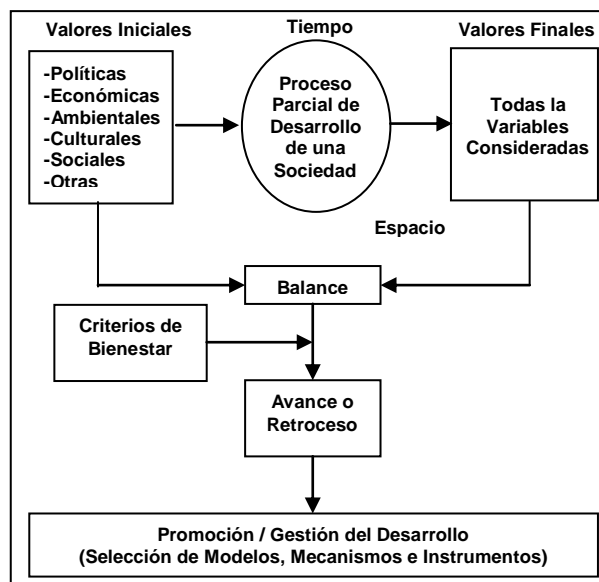 Valores Iniciales
Tiempo
Valores Finales
-Políticas
-Económicas
-Ambientales
-Culturales
-Sociales
-Otras
Proceso
Parcial de
Desarrollo
de una
Sociedad
Todas la
Variables
Consideradas
Espacio
Balance
Criterios de
Bienestar
Avance o
Retroceso
Promoción / Gestión del Desarrollo
(Selección de Modelos, Mecanismos e Instrumentos)